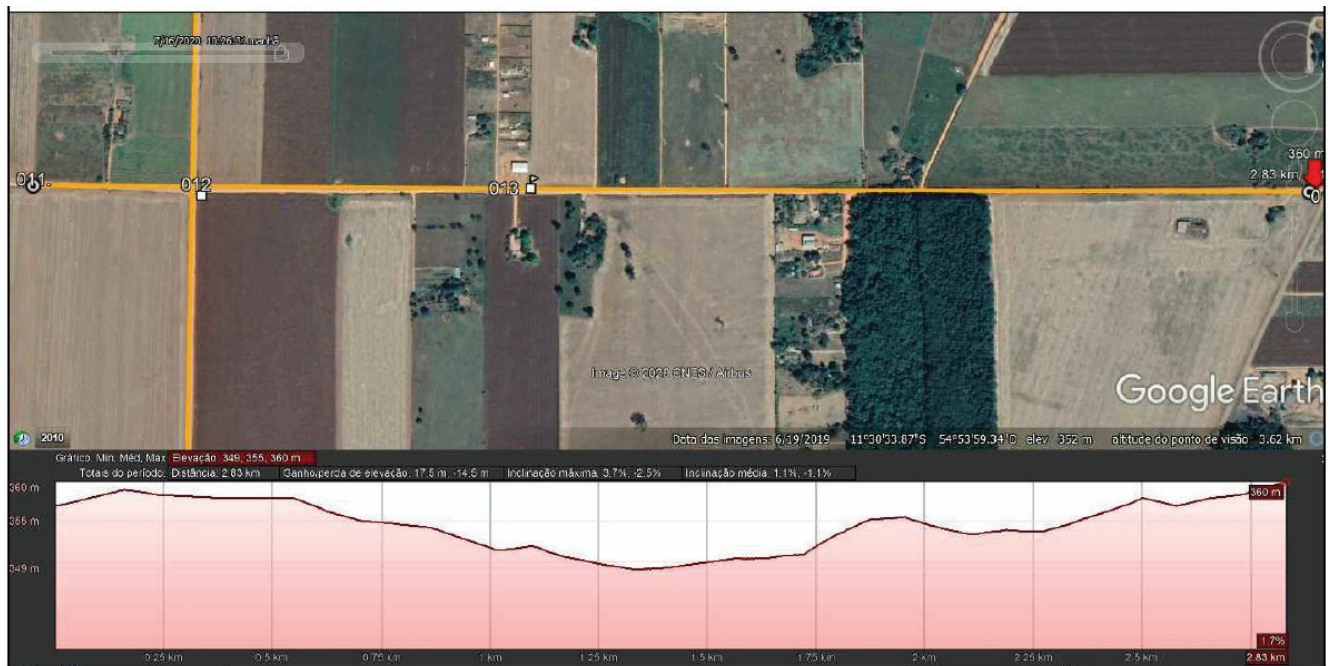 360 m
2.83 km
011.
012
013
0
Image © 2020 CNES / Airbus
Google Earth
2010
Data das imagens: 6/19/2019 11°30'33.87"S 54°53'59.34"O elev 352 m altitude do ponto de visão 3.62 km
Gráfico: Mín, Méd, Máx Elevação: 349, 355, 360 m
Totais do período: Distância: 2.83 km Ganho/perda de elevação: 17.5 m, -14.5 m Inclinação máxima: 3.7%, -2.5% Inclinação média: 1.1%, -1.1%
360 m
355 m
349 m
360 m
1.7%
0.25 km 0.5 km 0.75 km 1 km 1.25 km 1.5 km 1.75 km 2 km 2.25 km 2.5 km 2.83 km